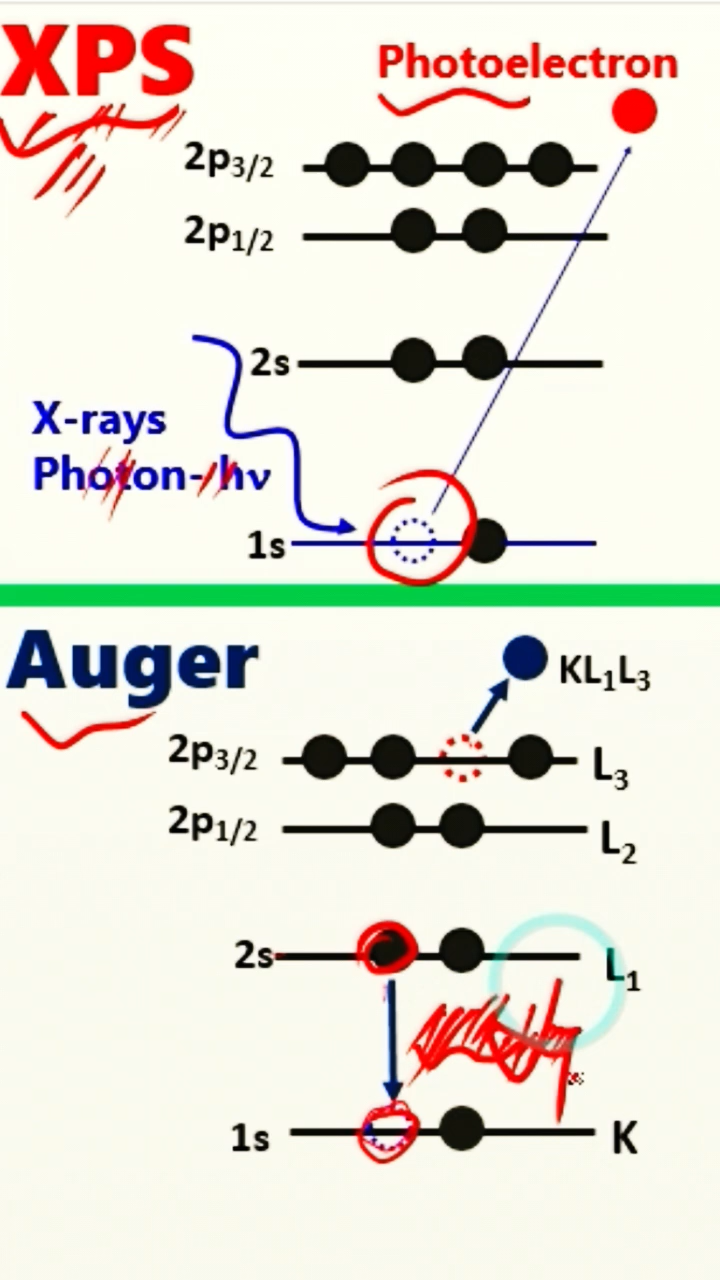 XPS
Photoelectron
2p3/2
2p1/2
2s
X-rays
Photon-hν
1s
Auger
KL1L3
2p3/2
L3
2p1/2
L2
2s
L1
1s
K